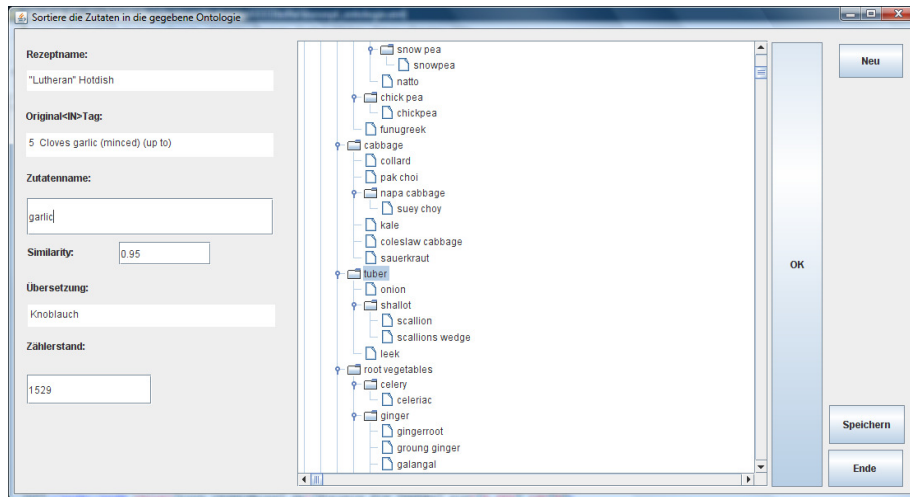 Sortiere die Zutaten in die gegebene Ontologie
Rezeptname:
"Lutheran" Hotdish
Original<IN>Tag:
5 Cloves garlic (minced) (up to)
Zutatenname:
garlic
Similarity:
0.95
Übersetzung:
Knoblauch
Zählerstand:
1529
snow pea
snowpea
natto
chick pea
chickpea
funugreek
cabbage
collard
pak choi
napa cabbage
suey choy
kale
coleslaw cabbage
sauerkraut
tuber
onion
shallot
scallion
scallions wedge
leek
root vegetables
celery
celeriac
ginger
gingerroot
groung ginger
galangal
OK
Neu
Speichern
Ende